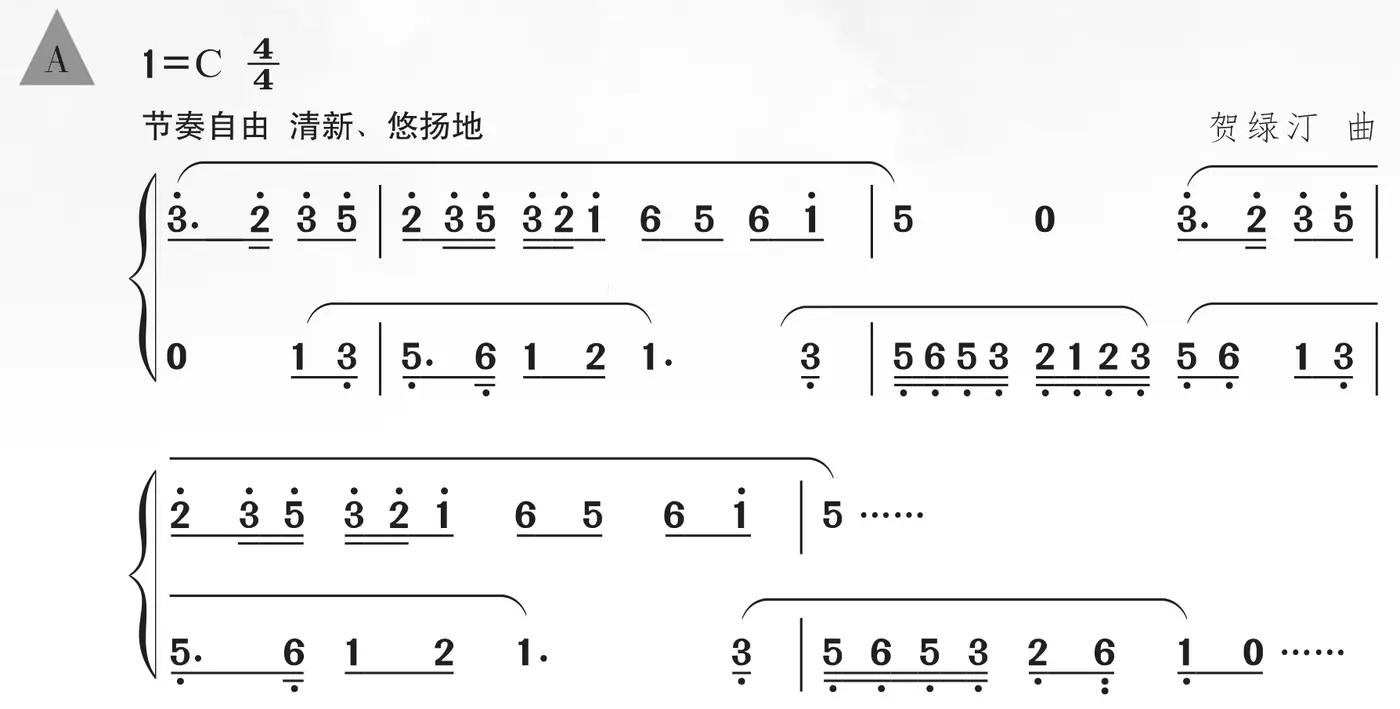 A 1=C 4/4
节奏自由 清新、悠扬地
贺绿汀 曲
3̇. 2̇ 3̇ 5̇ | 2̇ 3̇ 5̇ 3̇ 2̇ 1̇ 6 5 6 1̇ | 5 0 3̇. 2̇ 3̇ 5̇ |
0 1 3̣ | 5̣. 6̣ 1 2 1. 3̣ | 5̣ 6̣ 5̣ 3̣ 2̣ 1̣ 2̣ 3̣ 5̣ 6̣ 1 3̣ |
2̇ 3̇ 5̇ 3̇ 2̇ 1̇ 6 5 6 1̇ | 5 ……
5̣. 6̣ 1 2 1. 3̣ | 5̣ 6̣ 5̣ 3̣ 2̣ 6̣̣ 1̣ 0 ……